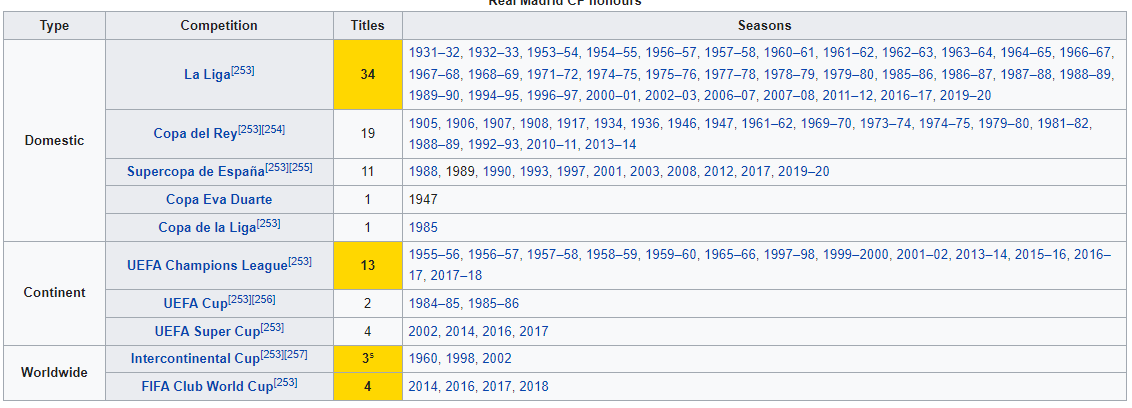 Real Madrid CF honours
Type Competition Titles Seasons
Domestic
La Liga[253] 34 1931–32, 1932–33, 1953–54, 1954–55, 1956–57, 1957–58, 1960–61, 1961–62, 1962–63, 1963–64, 1964–65, 1966–67,
1967–68, 1968–69, 1971–72, 1974–75, 1975–76, 1977–78, 1978–79, 1979–80, 1985–86, 1986–87, 1987–88, 1988–89,
1989–90, 1994–95, 1996–97, 2000–01, 2002–03, 2006–07, 2007–08, 2011–12, 2016–17, 2019–20
Copa del Rey[253][254] 19 1905, 1906, 1907, 1908, 1917, 1934, 1936, 1946, 1947, 1961–62, 1969–70, 1973–74, 1974–75, 1979–80, 1981–82,
1988–89, 1992–93, 2010–11, 2013–14
Supercopa de España[253][255] 11 1988, 1989, 1990, 1993, 1997, 2001, 2003, 2008, 2012, 2017, 2019–20
Copa Eva Duarte 1 1947
Copa de la Liga[253] 1 1985
Continent
UEFA Champions League[253] 13 1955–56, 1956–57, 1957–58, 1958–59, 1959–60, 1965–66, 1997–98, 1999–2000, 2001–02, 2013–14, 2015–16, 2016–
17, 2017–18
UEFA Cup[253][256] 2 1984–85, 1985–86
UEFA Super Cup[253] 4 2002, 2014, 2016, 2017
Worldwide
Intercontinental Cup[253][257] 3s 1960, 1998, 2002
FIFA Club World Cup[253] 4 2014, 2016, 2017, 2018